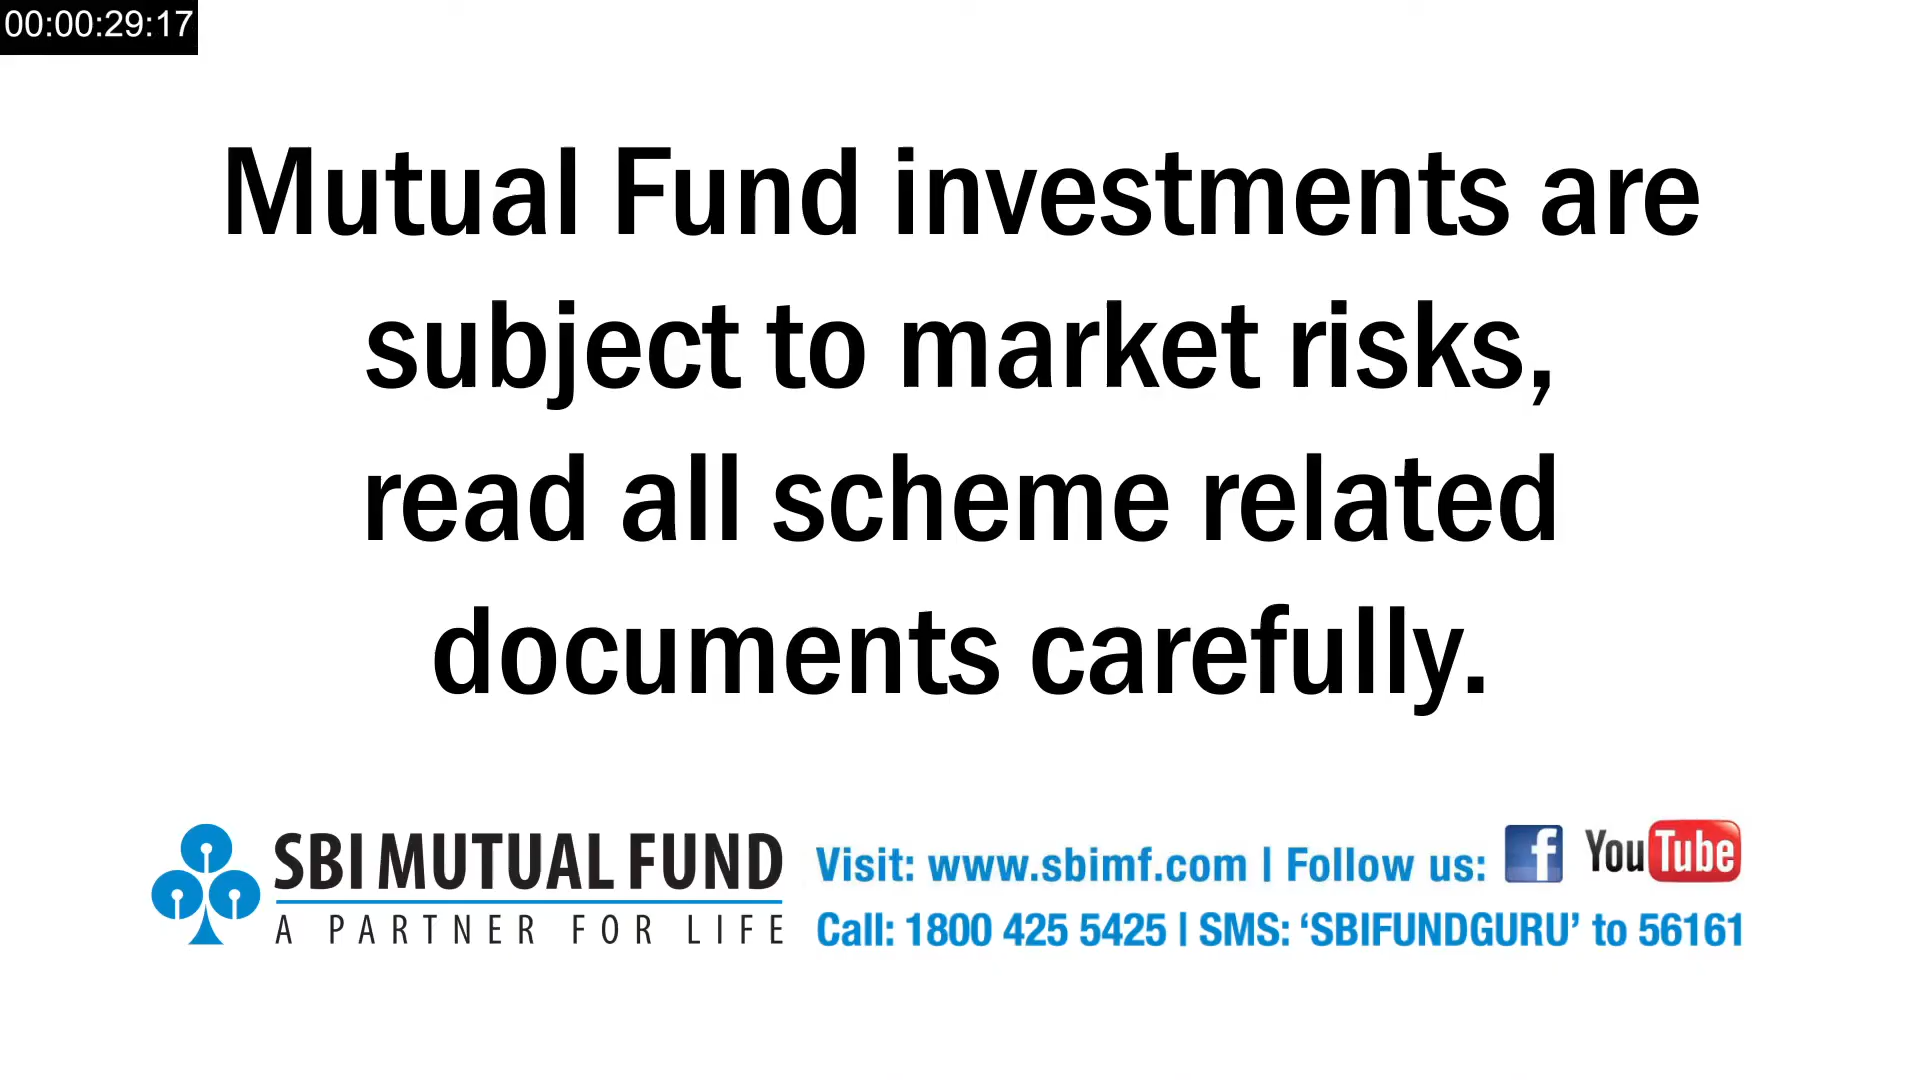 00:00:29:17
Mutual Fund investments are
subject to market risks,
read all scheme related
documents carefully.
SBI MUTUAL FUND
A PARTNER FOR LIFE
Visit: www.sbimf.com | Follow us: f YouTube
Call: 1800 425 5425 | SMS: ‘SBIFUNDGURU’ to 56161